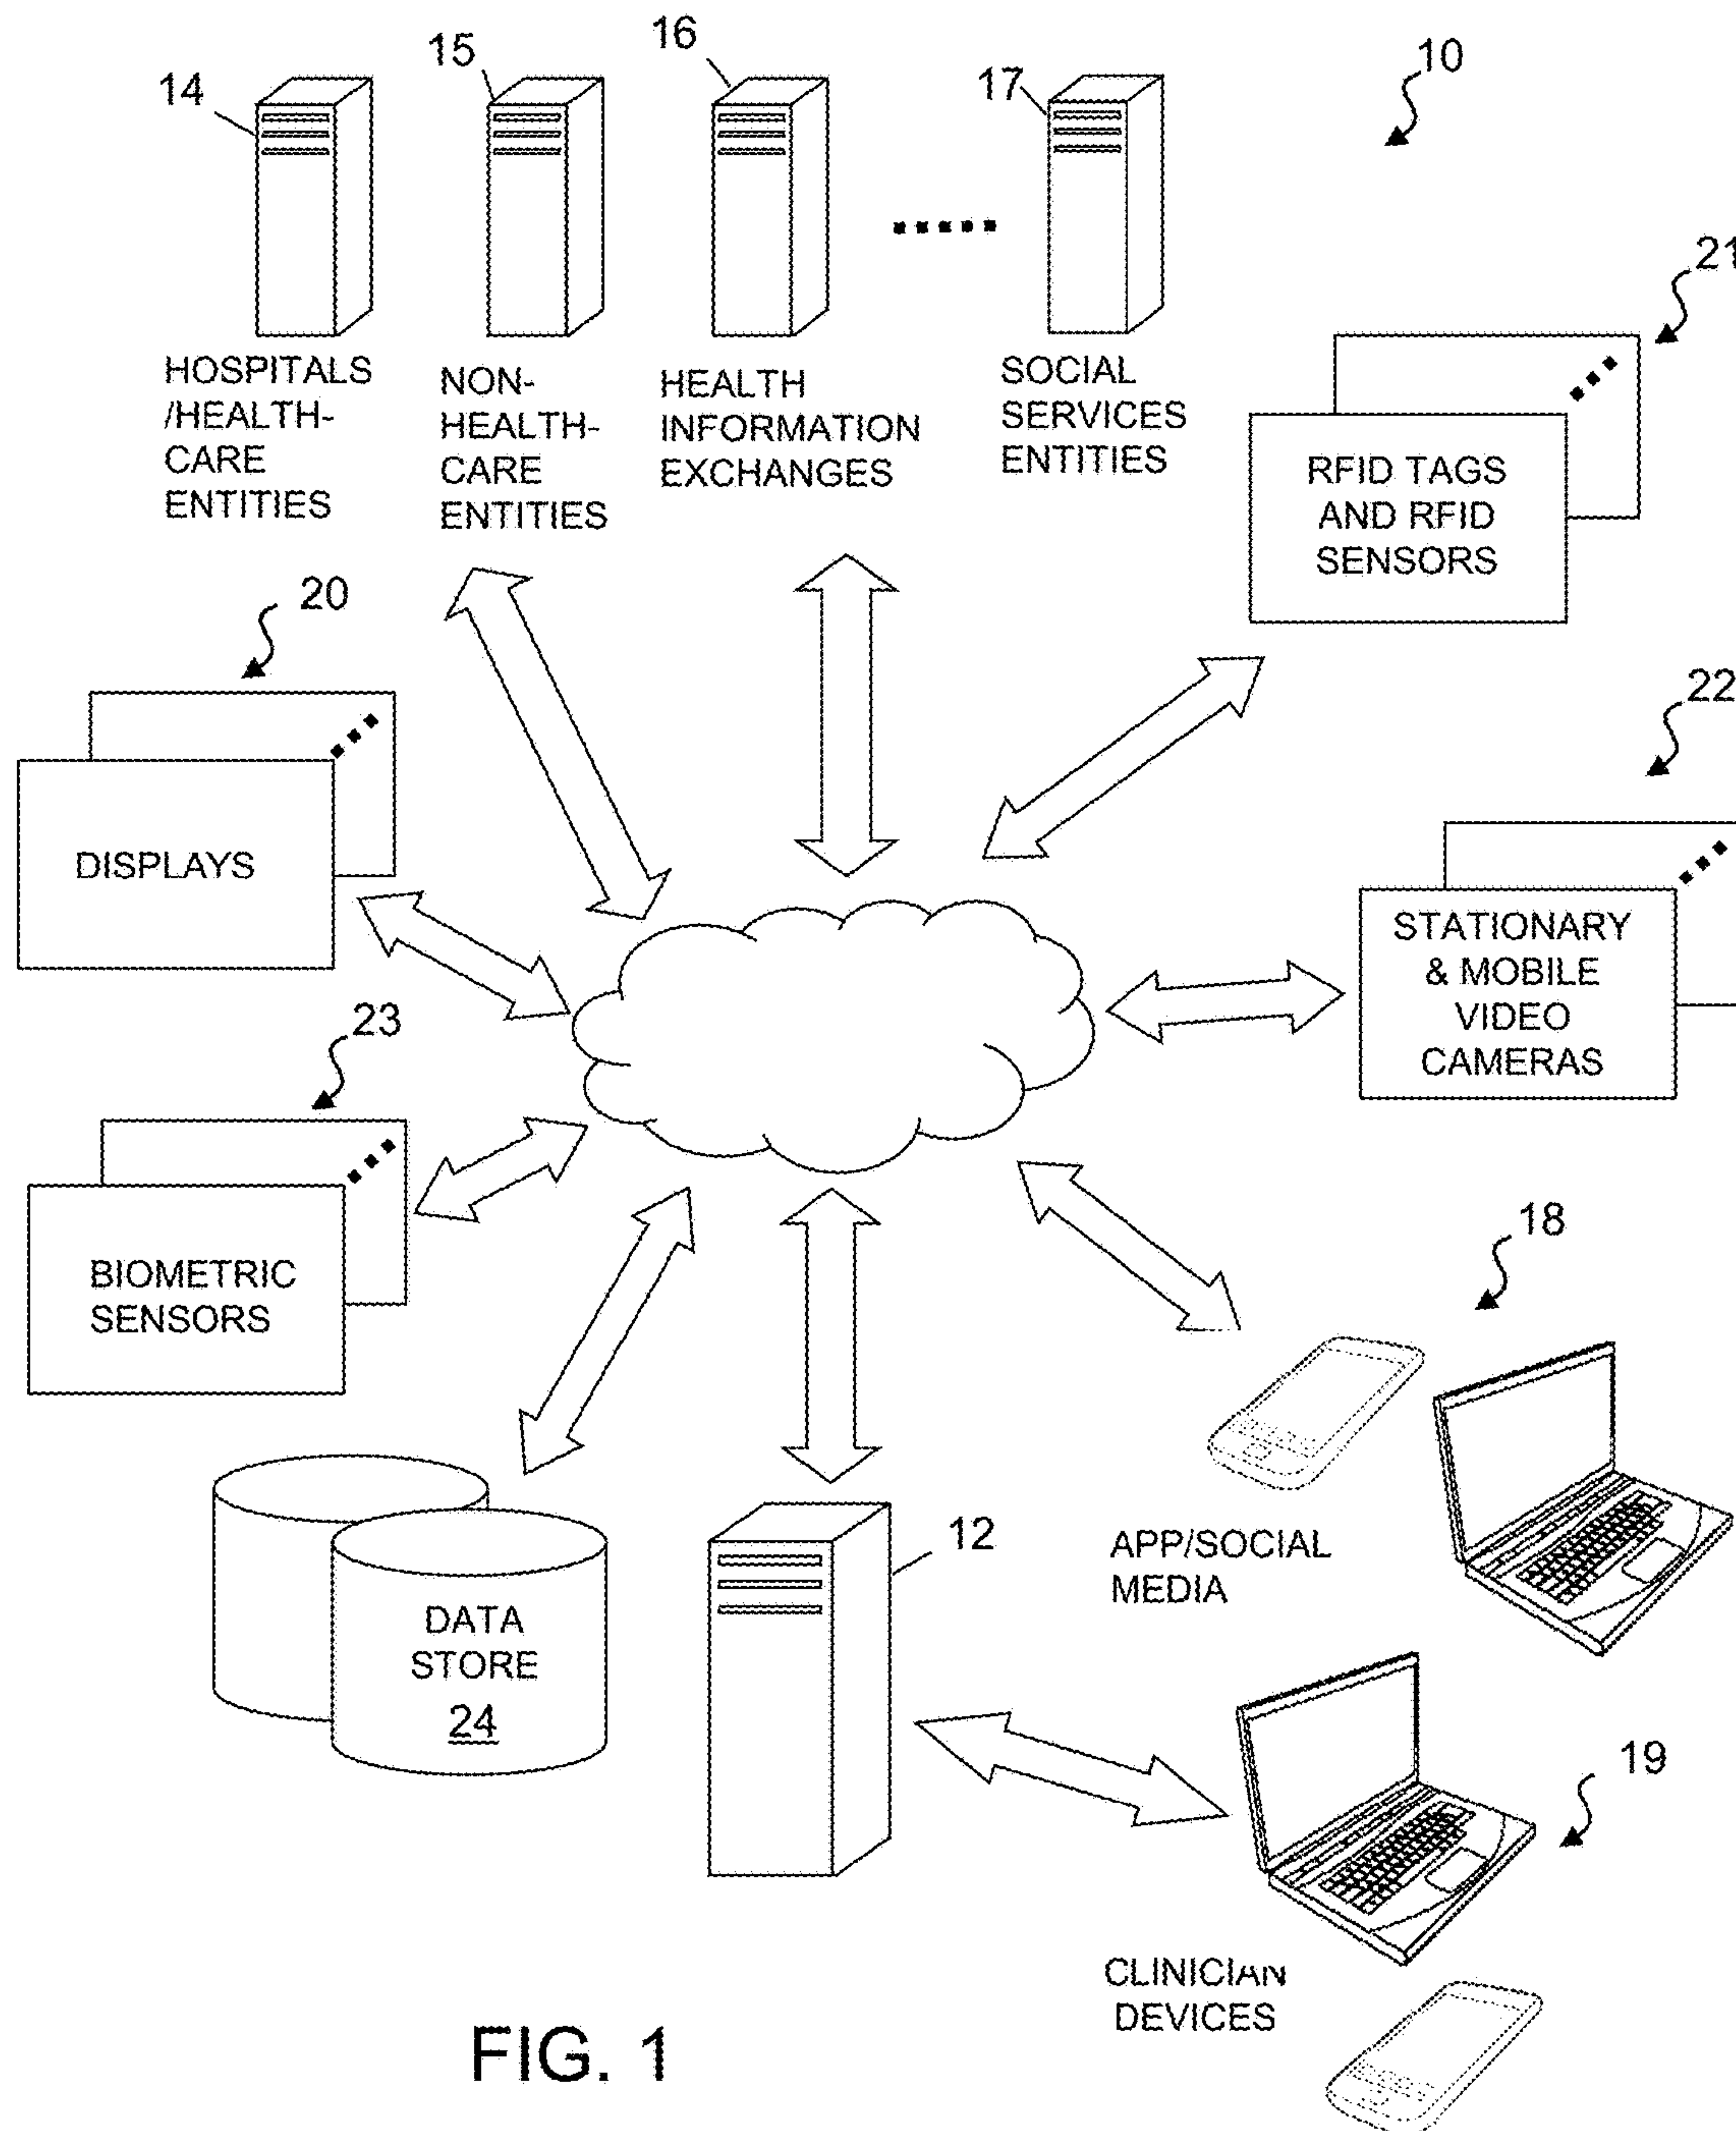 14
15
16
17
10
HOSPITALS
/HEALTH-
CARE
ENTITIES
NON-
HEALTH-
CARE
ENTITIES
HEALTH
INFORMATION
EXCHANGES
SOCIAL
SERVICES
ENTITIES
21
RFID TAGS
AND RFID
SENSORS
20
DISPLAYS
22
STATIONARY
& MOBILE
VIDEO
CAMERAS
23
BIOMETRIC
SENSORS
18
APP/SOCIAL
MEDIA
DATA
STORE
24
12
19
CLINICIAN
DEVICES
FIG. 1